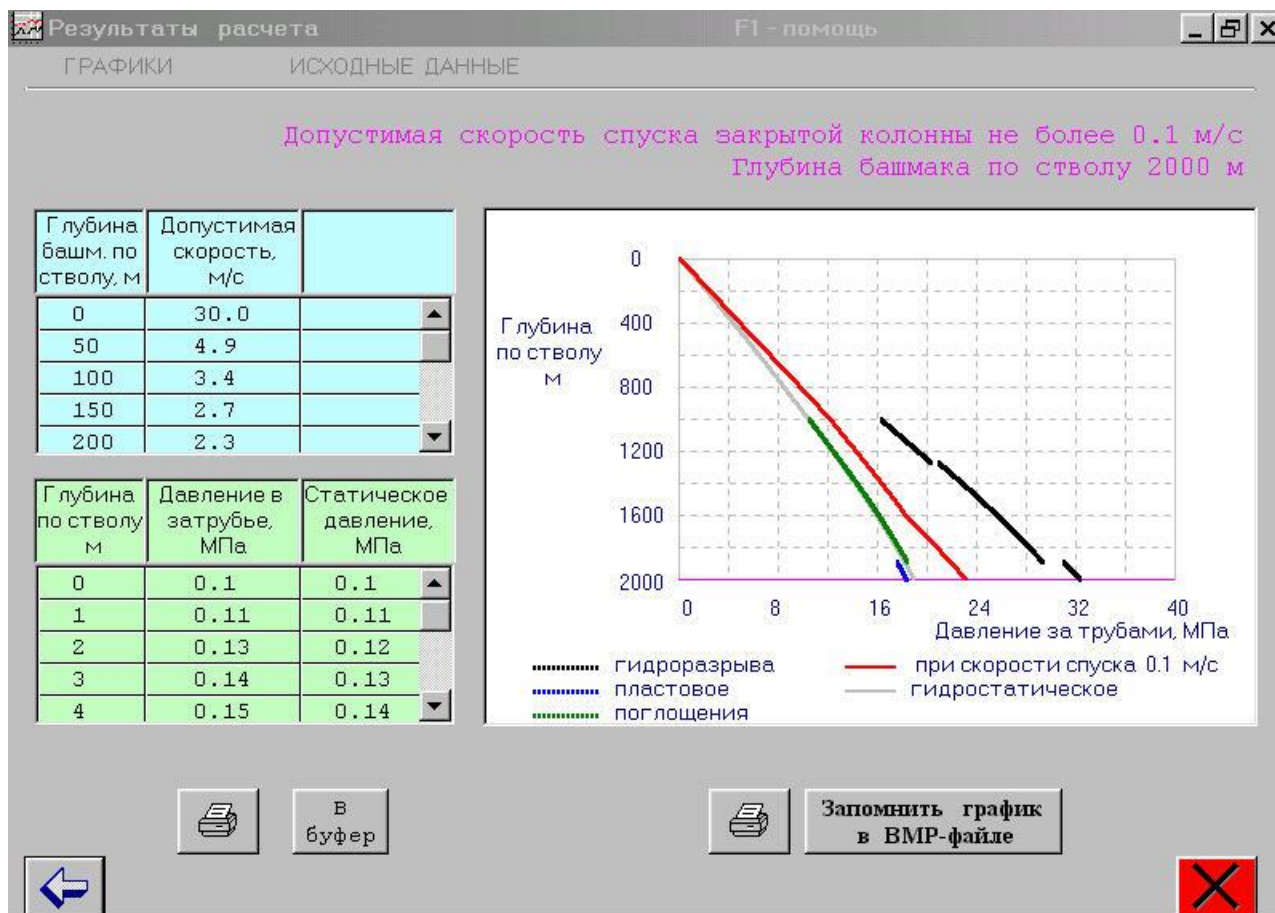 Результаты расчета F1 - помощь
ГРАФИКИ ИСХОДНЫЕ ДАННЫЕ
Допустимая скорость спуска закрытой колонны не более 0.1 м/с
Глубина башмака по стволу 2000 м
Глубина башм. по стволу, м Допустимая скорость, м/с
0 30.0
50 4.9
100 3.4
150 2.7
200 2.3
Глубина по стволу м Давление в затрубье, МПа Статическое давление, МПа
0 0.1 0.1
1 0.11 0.11
2 0.13 0.12
3 0.14 0.13
4 0.15 0.14
Глубина
по стволу
м
0
400
800
1200
1600
2000
0 8 16 24 32 40
Давление за трубами, МПа
гидроразрыва при скорости спуска 0.1 м/с
пластовое гидростатическое
поглощения
В
буфер
Запомнить график
в BMP-файле